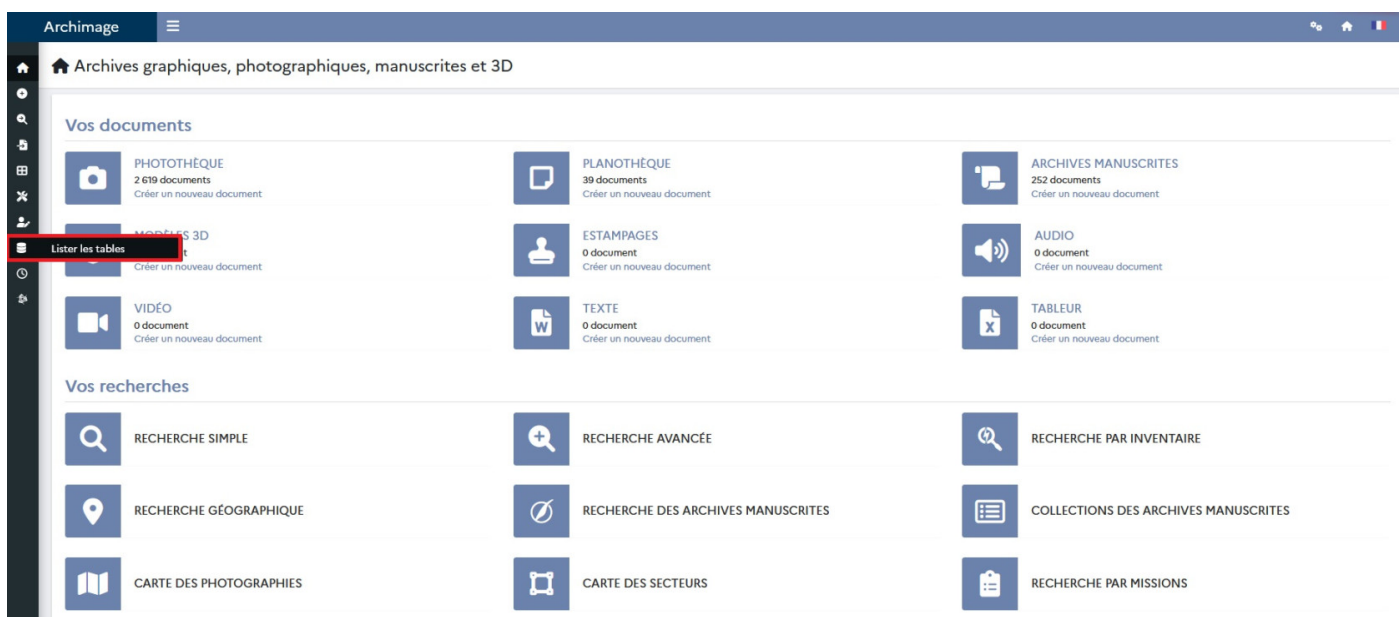 Archimage
Archives graphiques, photographiques, manuscrites et 3D
Vos documents
PHOTOTHÈQUE
2 619 documents
Créer un nouveau document
PLANOTHÈQUE
39 documents
Créer un nouveau document
ARCHIVES MANUSCRITES
252 documents
Créer un nouveau document
MODÈLES 3D
Créer un nouveau document
Lister les tables
ESTAMPAGES
0 document
Créer un nouveau document
AUDIO
0 document
Créer un nouveau document
VIDÉO
0 document
Créer un nouveau document
TEXTE
0 document
Créer un nouveau document
TABLEUR
0 document
Créer un nouveau document
Vos recherches
RECHERCHE SIMPLE
RECHERCHE AVANCÉE
RECHERCHE PAR INVENTAIRE
RECHERCHE GÉOGRAPHIQUE
RECHERCHE DES ARCHIVES MANUSCRITES
COLLECTIONS DES ARCHIVES MANUSCRITES
CARTE DES PHOTOGRAPHIES
CARTE DES SECTEURS
RECHERCHE PAR MISSIONS